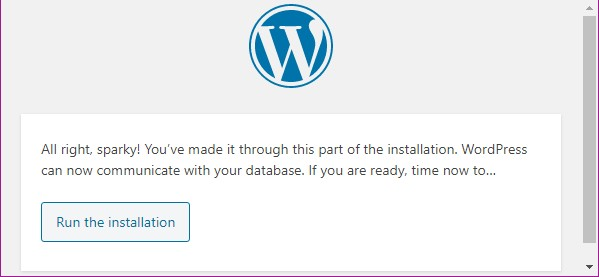 All right, sparky! You’ve made it through this part of the installation. WordPress
can now communicate with your database. If you are ready, time now to…
Run the installation